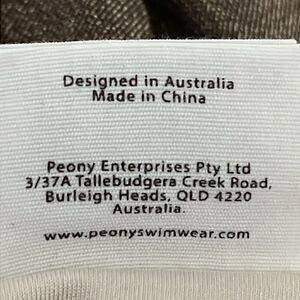 Designed in Australia
Made in China
Peony Enterprises Pty Ltd
3/37A Tallebudgera Creek Road,
Burleigh Heads, QLD 4220
Australia.
www.peonyswimwear.com